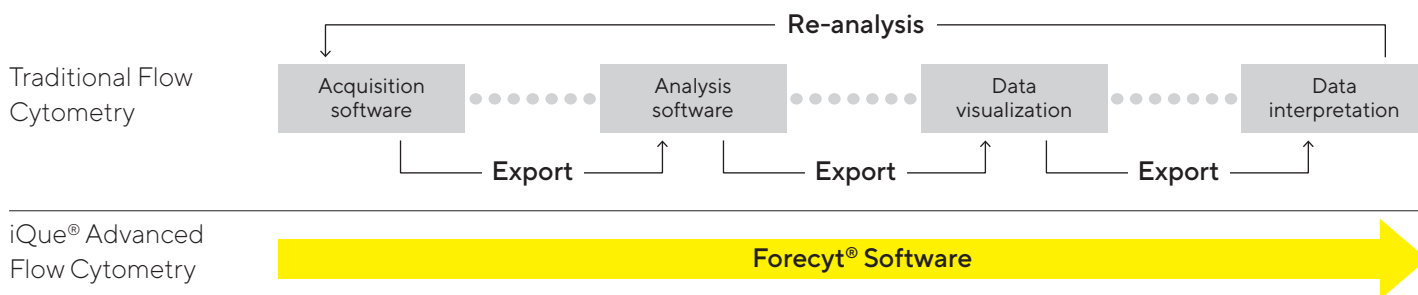 Re-analysis
Traditional Flow
Cytometry
Acquisition
software
Analysis
software
Data
visualization
Data
interpretation
Export
Export
Export
iQue® Advanced
Flow Cytometry
Forecyt® Software